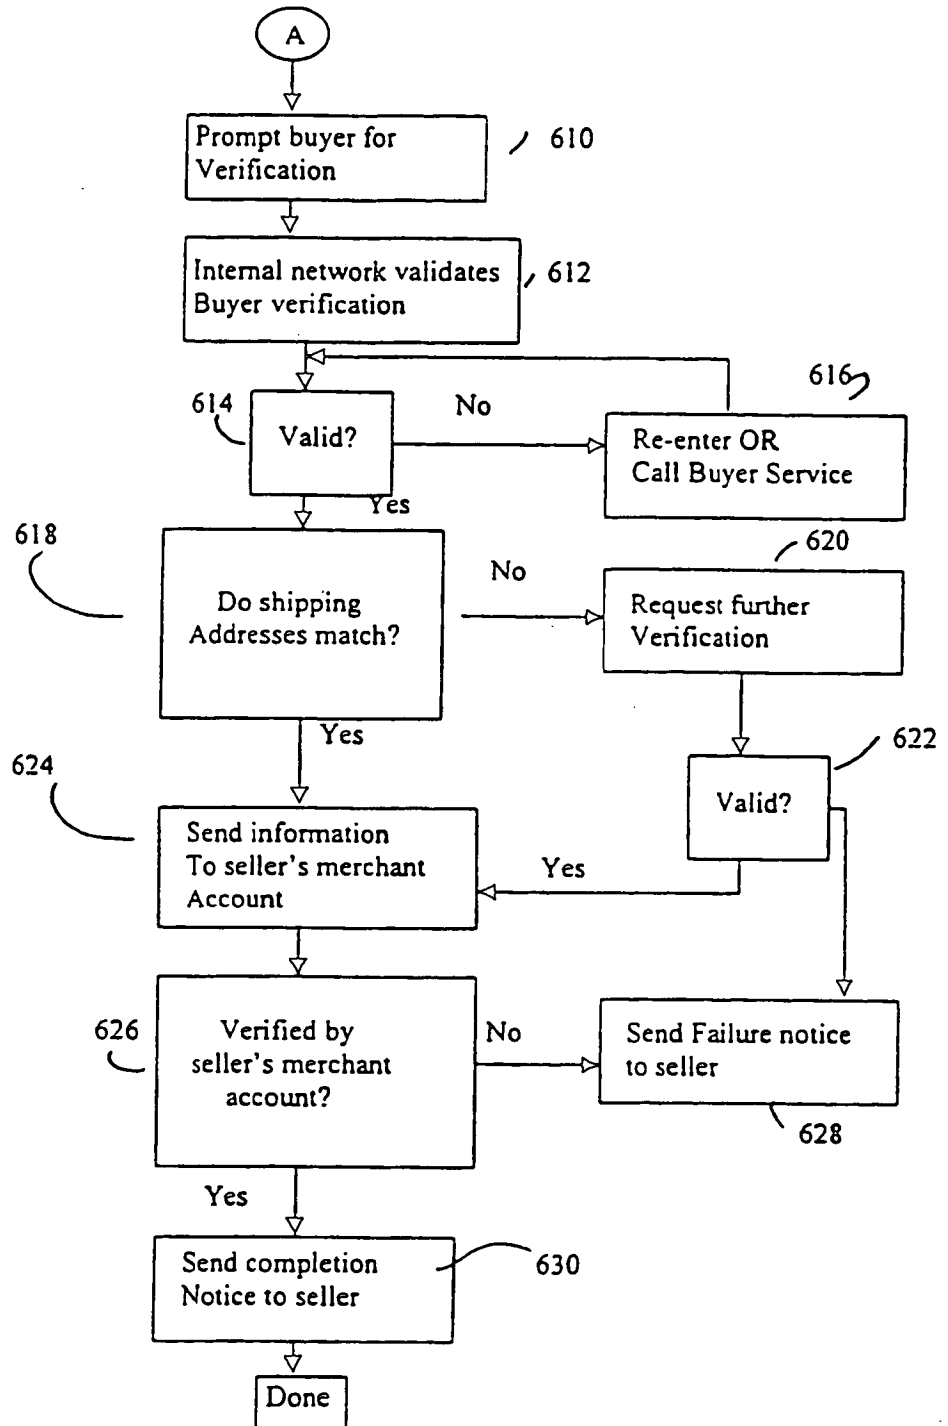 A
Prompt buyer for
Verification
610
Internal network validates
Buyer verification
612
614
Valid?
No
616
Re-enter OR
Call Buyer Service
Yes
618
Do shipping
Addresses match?
No
620
Request further
Verification
Yes
622
Valid?
624
Send information
To seller's merchant
Account
Yes
626
Verified by
seller's merchant
account?
No
Send Failure notice
to seller
628
Yes
Send completion
Notice to seller
630
Done